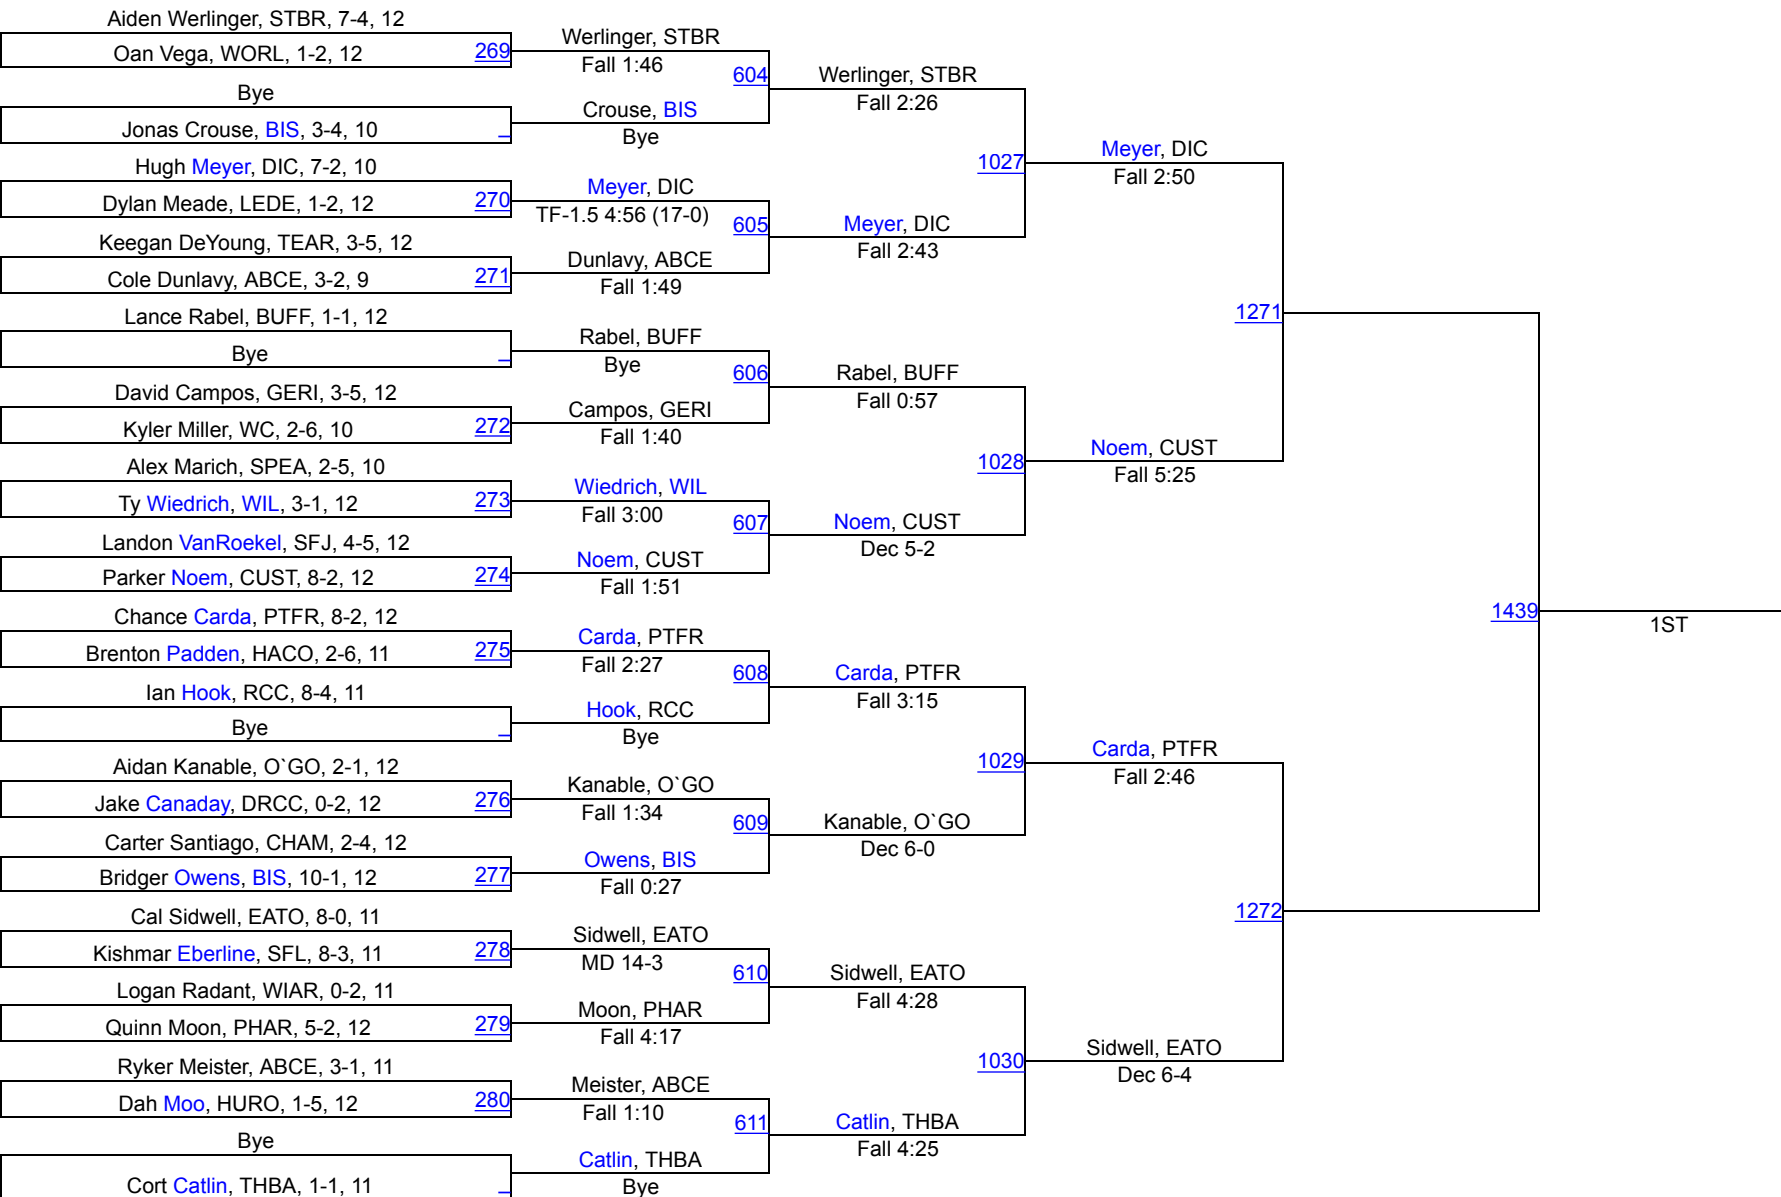 Aiden Werlinger, STBR, 7-4, 12
Oan Vega, WORL, 1-2, 12
269
Bye
Jonas Crouse, BIS, 3-4, 10
Hugh Meyer, DIC, 7-2, 10
Dylan Meade, LEDE, 1-2, 12
270
Keegan DeYoung, TEAR, 3-5, 12
Cole Dunlavy, ABCE, 3-2, 9
271
Lance Rabel, BUFF, 1-1, 12
Bye
David Campos, GERI, 3-5, 12
Kyler Miller, WC, 2-6, 10
272
Alex Marich, SPEA, 2-5, 10
Ty Wiedrich, WIL, 3-1, 12
273
Landon VanRoekel, SFJ, 4-5, 12
Parker Noem, CUST, 8-2, 12
274
Chance Carda, PTFR, 8-2, 12
Brenton Padden, HACO, 2-6, 11
275
Ian Hook, RCC, 8-4, 11
Bye
Aidan Kanable, O`GO, 2-1, 12
Jake Canaday, DRCC, 0-2, 12
276
Carter Santiago, CHAM, 2-4, 12
Bridger Owens, BIS, 10-1, 12
277
Cal Sidwell, EATO, 8-0, 11
Kishmar Eberline, SFL, 8-3, 11
278
Logan Radant, WIAR, 0-2, 11
Quinn Moon, PHAR, 5-2, 12
279
Ryker Meister, ABCE, 3-1, 11
Dah Moo, HURO, 1-5, 12
280
Bye
Cort Catlin, THBA, 1-1, 11
Werlinger, STBR
Fall 1:46
604
Crouse, BIS
Bye
Meyer, DIC
TF-1.5 4:56 (17-0)
605
Dunlavy, ABCE
Fall 1:49
Rabel, BUFF
Bye
606
Campos, GERI
Fall 1:40
Wiedrich, WIL
Fall 3:00
607
Noem, CUST
Fall 1:51
Carda, PTFR
Fall 2:27
608
Hook, RCC
Bye
Kanable, O`GO
Fall 1:34
609
Owens, BIS
Fall 0:27
Sidwell, EATO
MD 14-3
610
Moon, PHAR
Fall 4:17
Meister, ABCE
Fall 1:10
611
Catlin, THBA
Bye
Werlinger, STBR
Fall 2:26
1027
Meyer, DIC
Fall 2:43
Rabel, BUFF
Fall 0:57
1028
Noem, CUST
Dec 5-2
Carda, PTFR
Fall 3:15
1029
Kanable, O`GO
Dec 6-0
Sidwell, EATO
Fall 4:28
1030
Catlin, THBA
Fall 4:25
Meyer, DIC
Fall 2:50
1271
Noem, CUST
Fall 5:25
Carda, PTFR
Fall 2:46
1272
Sidwell, EATO
Dec 6-4
1439
1ST